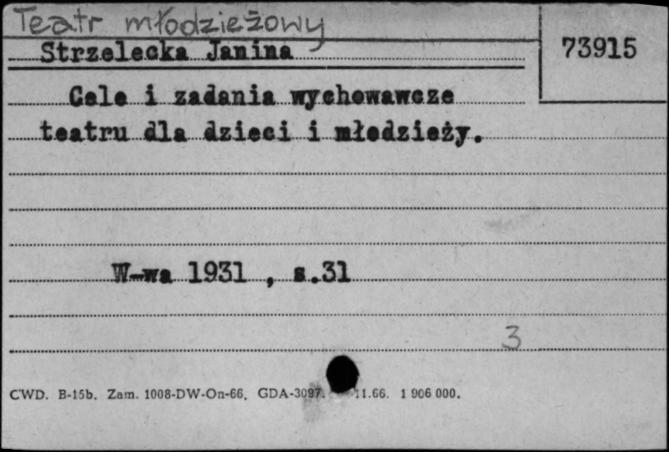 Teatr młodzieżowy
Strzelecka Janina
73915
Cele i zadania wychowawcze
teatru dla dzieci i młodzieży.
W-wa 1931 , s.31
3
CWD. B-15b. Zam. 1008-DW-On-66. GDA-3097. 11.66. 1 906 000.